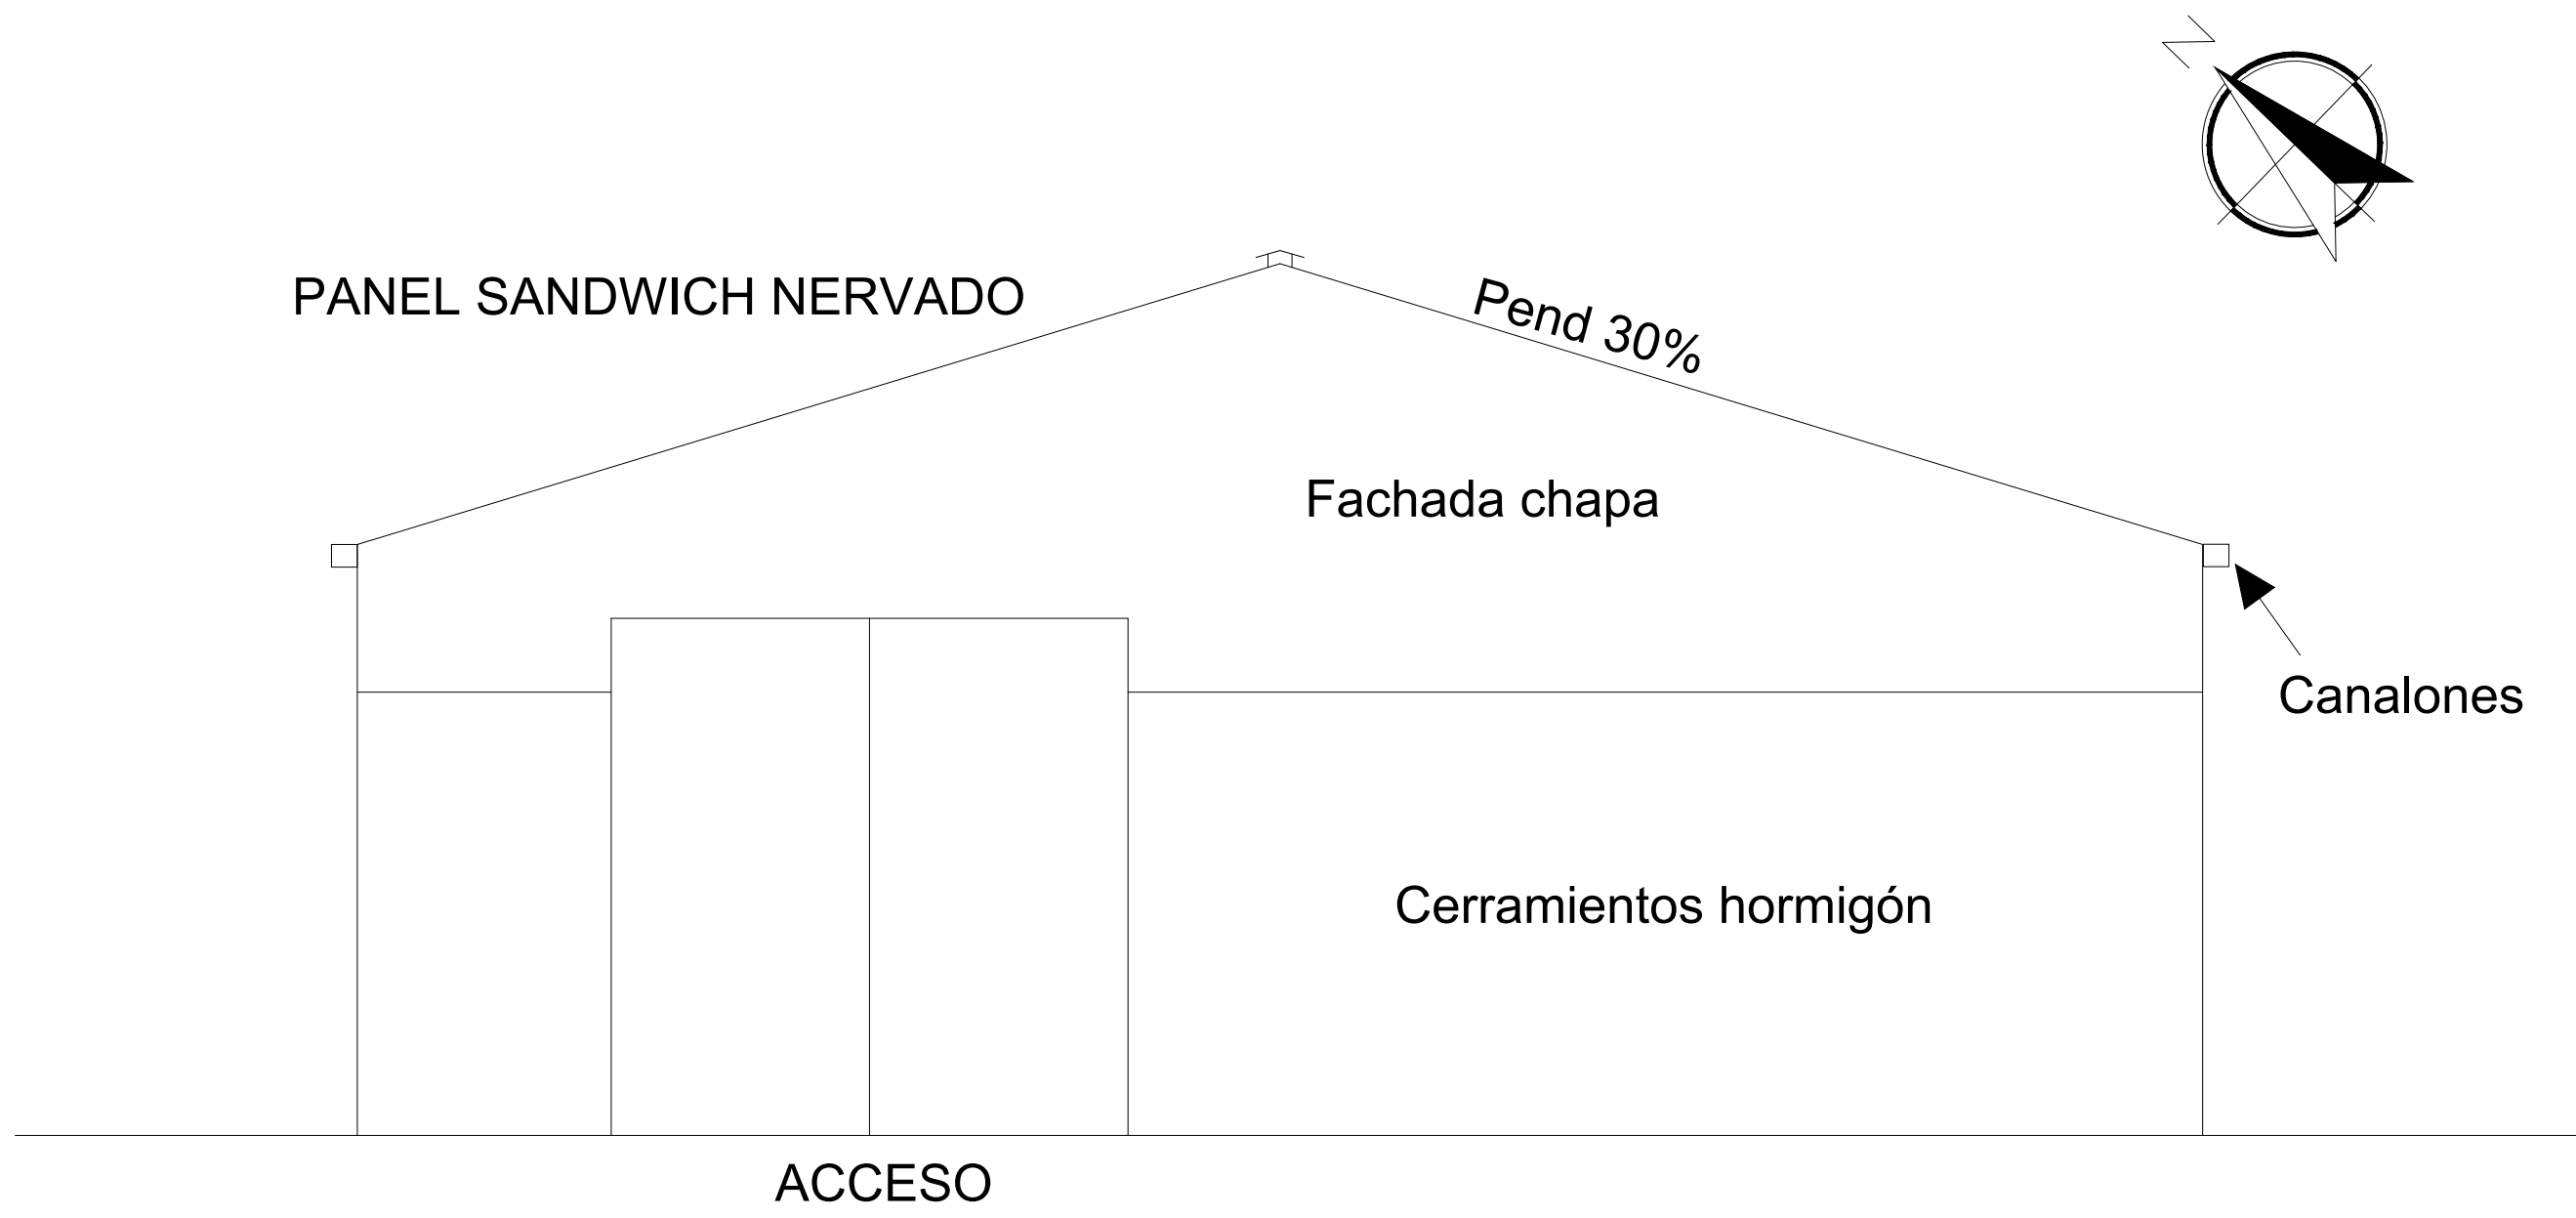 N
PANEL SANDWICH NERVADO
Pend 30%
Fachada chapa
Canalones
Cerramientos hormigón
ACCESO